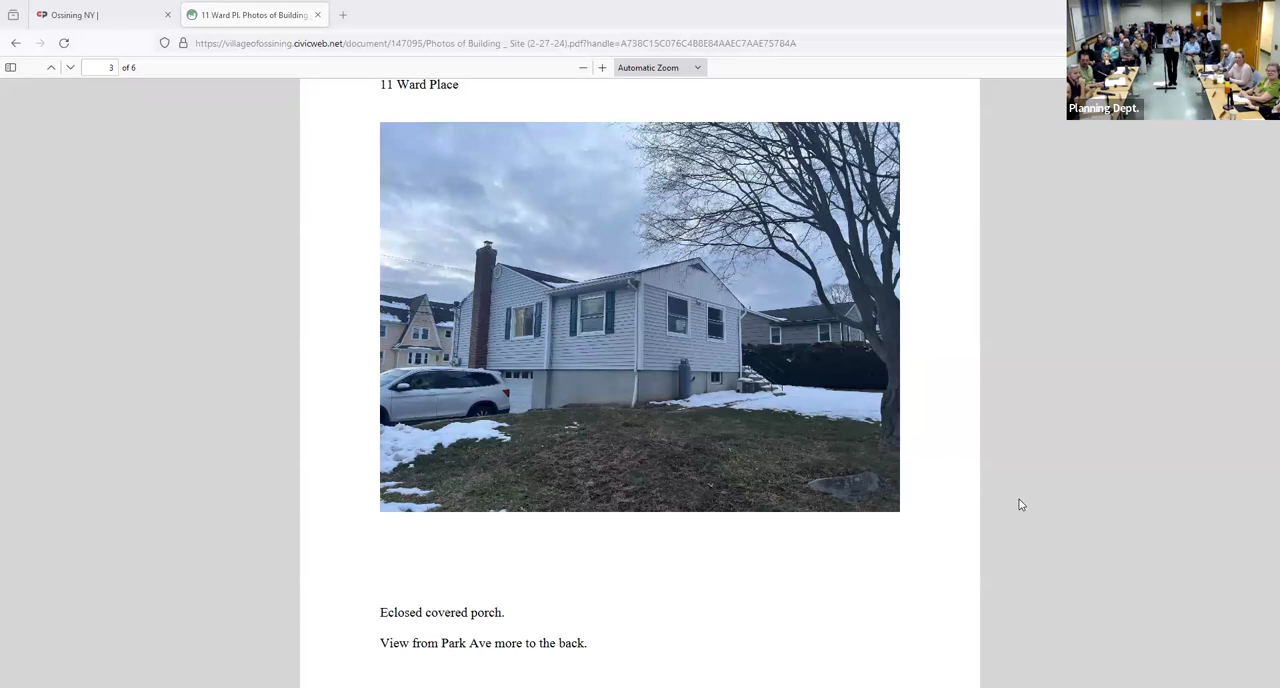 Ossining NY |
11 Ward Pl. Photos of Building
https://villageofossining.civicweb.net/document/147095/Photos of Building _ Site (2-27-24).pdf?handle=A738C15C076C4B8E84AAEC7AAE75784A
3 of 6
Automatic Zoom
Planning Dept.
11 Ward Place
Eclosed covered porch.
View from Park Ave more to the back.